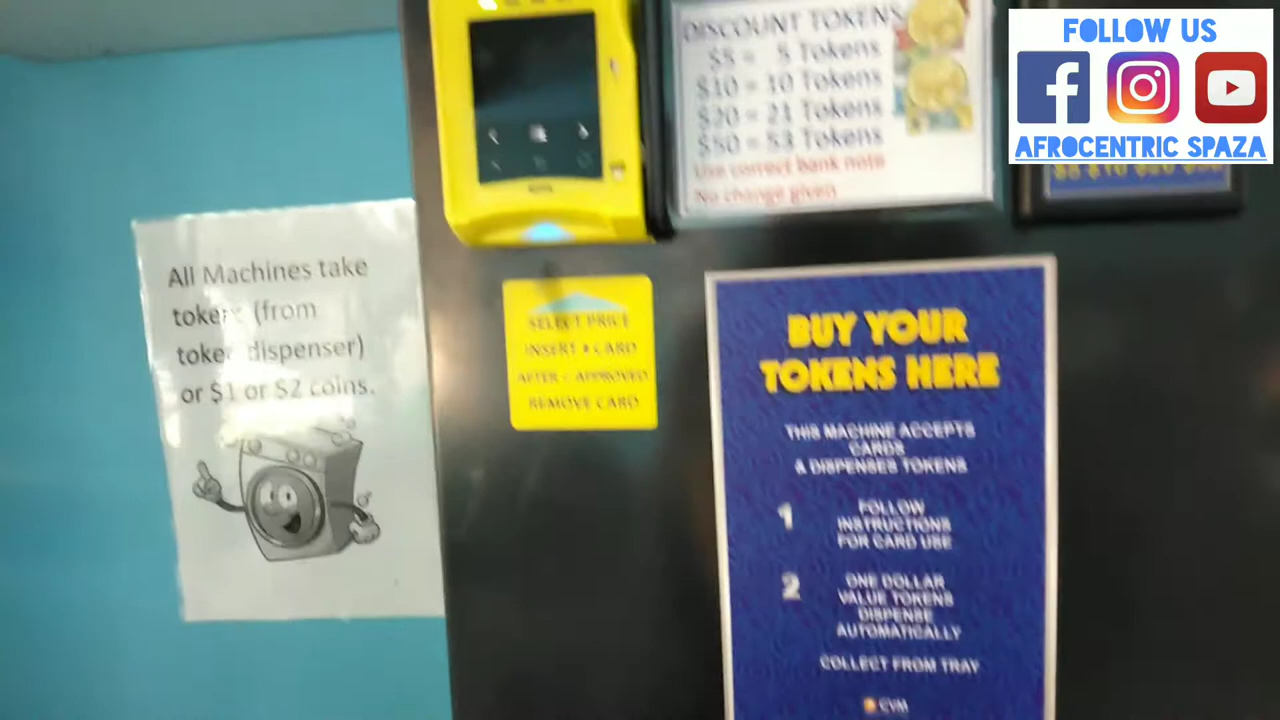 DISCOUNT TOKENS
$5 = 5 Tokens
$10 = 10 Tokens
$20 = 21 Tokens
$50 = 53 Tokens
Use correct bank note
No change given
FOLLOW US
AFROCENTRIC SPAZA
All Machines take
tokens (from
token dispenser)
or $1 or $2 coins.
SELECT PRICE
INSERT • CARD
AFTER - APPROVED
REMOVE CARD
BUY YOUR
TOKENS HERE
THIS MACHINE ACCEPTS
CARDS
& DISPENSES TOKENS
1
FOLLOW
INSTRUCTIONS
FOR CARD USE
2
ONE DOLLAR
VALUE TOKENS
DISPENSE
AUTOMATICALLY
COLLECT FROM TRAY
CVM